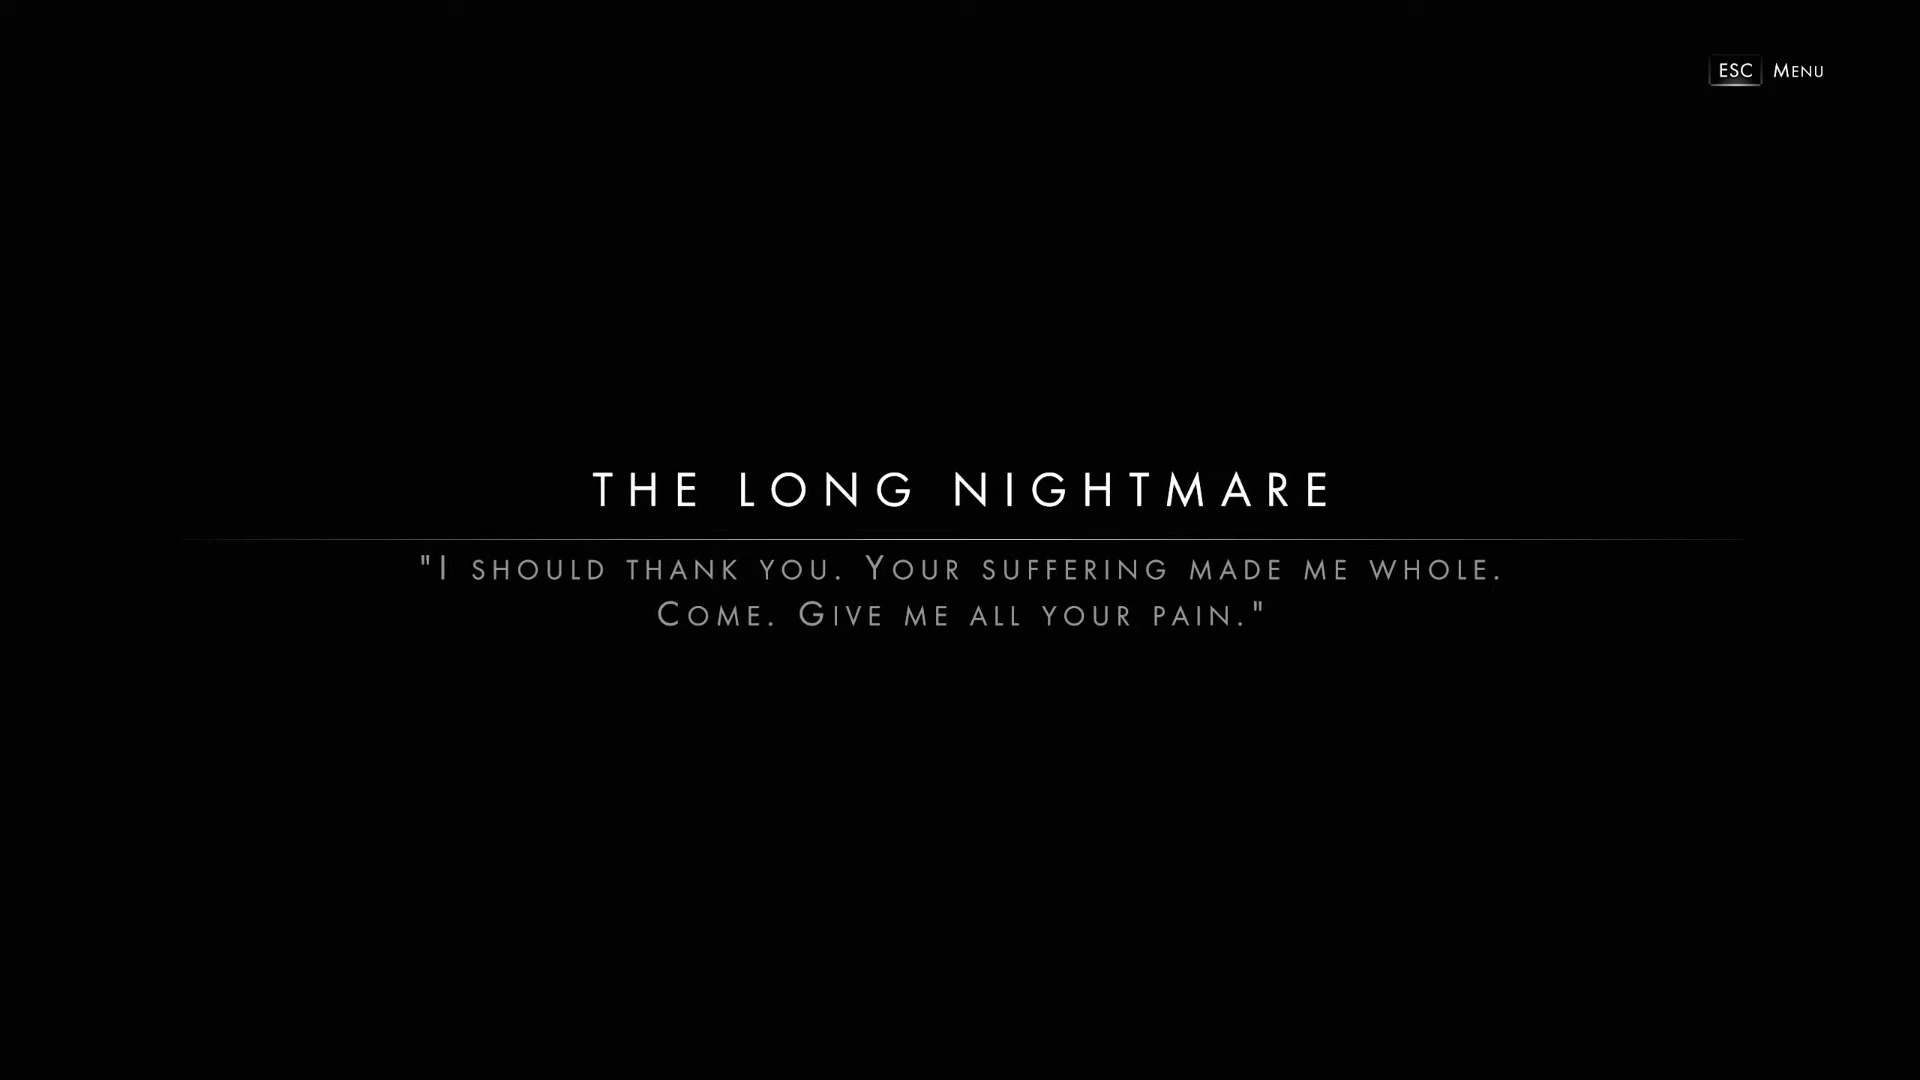 ESC MENU
THE LONG NIGHTMARE
"I SHOULD THANK YOU. YOUR SUFFERING MADE ME WHOLE.
COME. GIVE ME ALL YOUR PAIN."